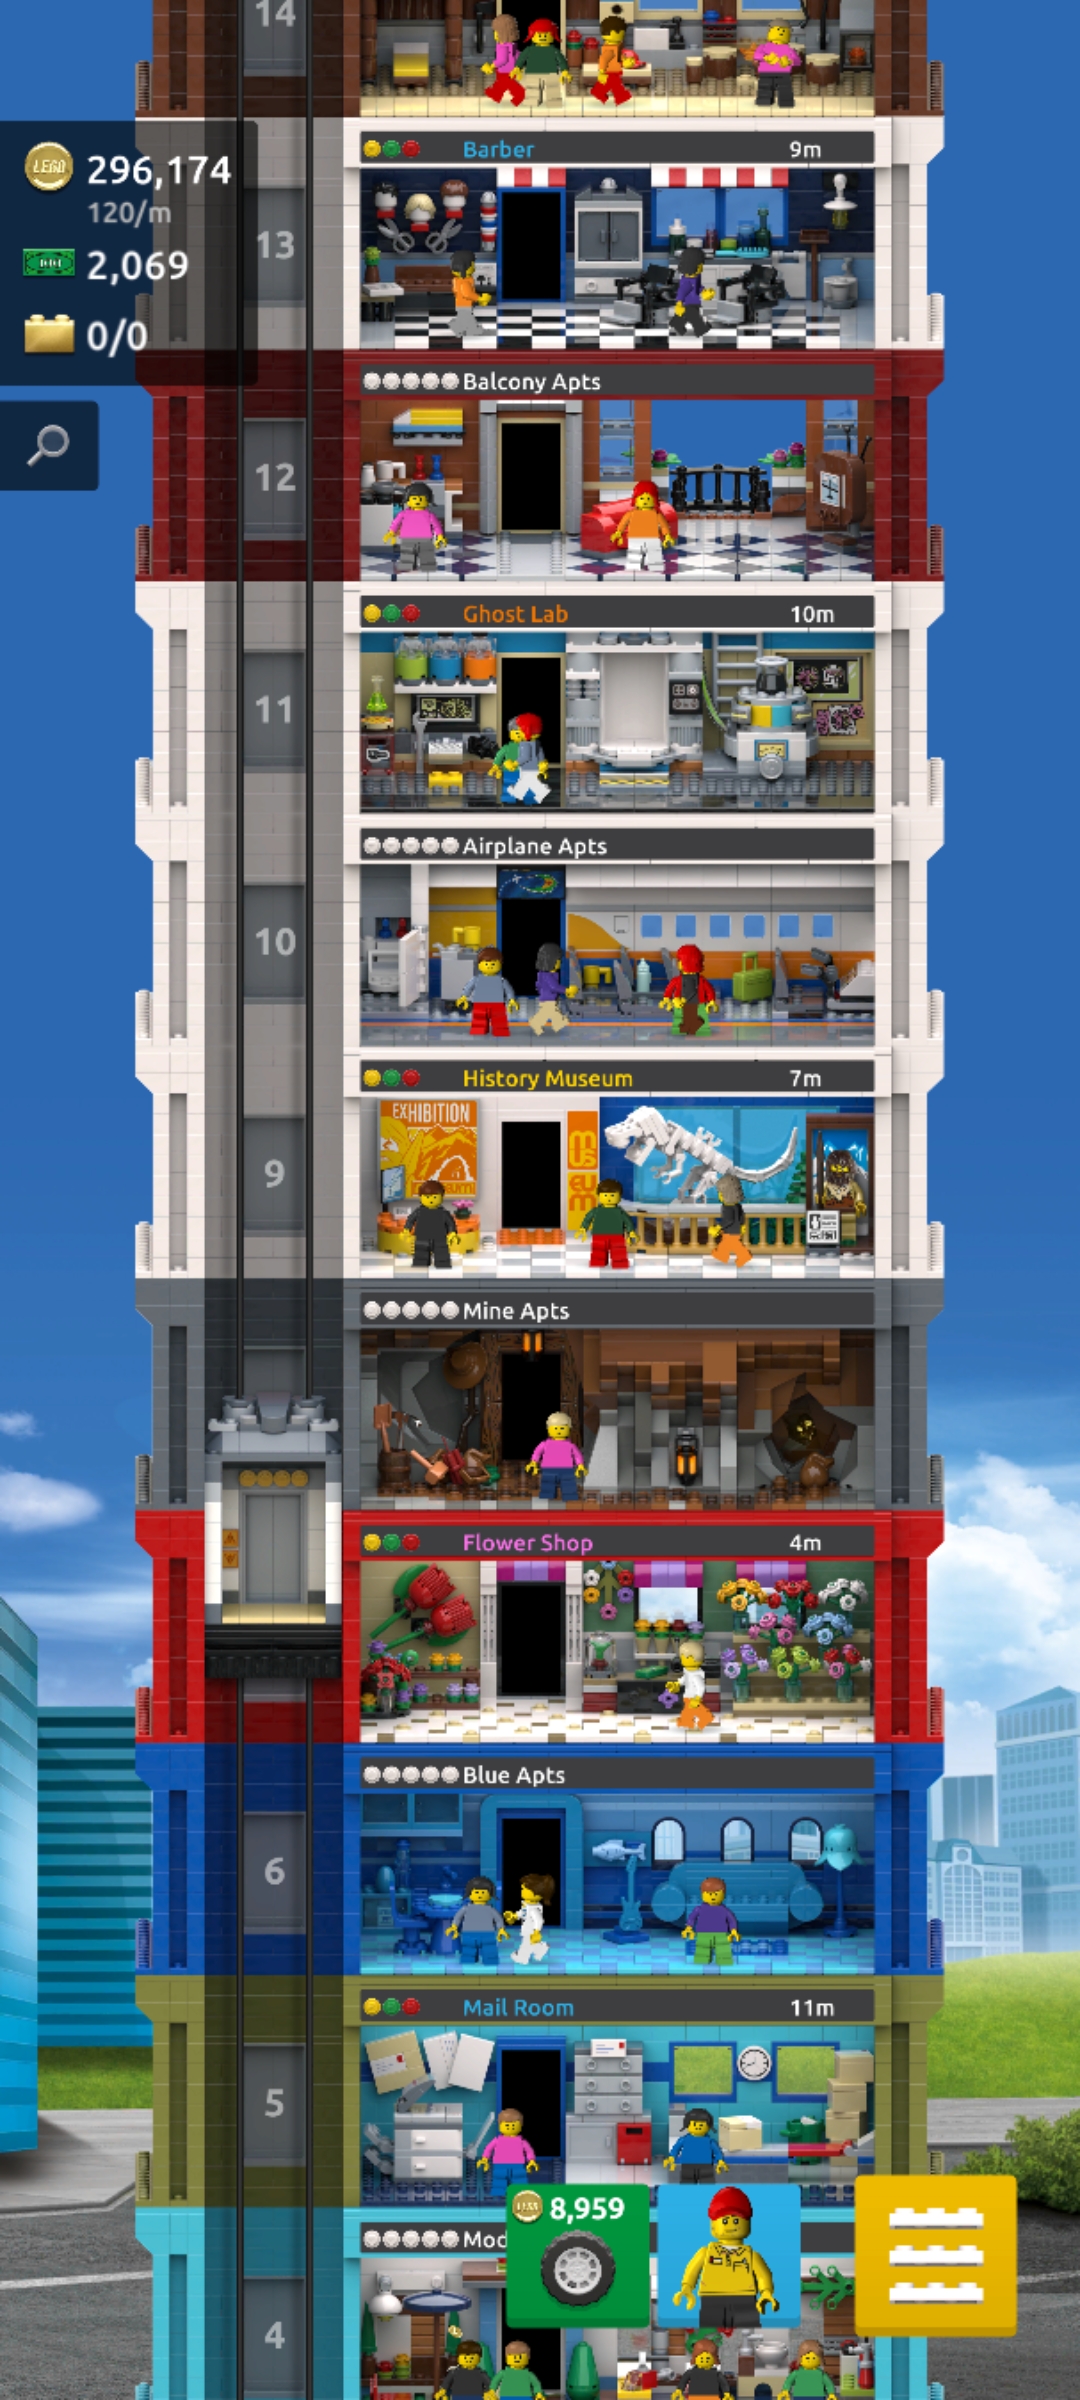 14
LEGO 296,174
120/m
2,069
0/0
Barber 9m
13
Balcony Apts
12
Ghost Lab 10m
11
Airplane Apts
10
History Museum 7m
EXHIBITION
MUSEUM
9
Mine Apts
Flower Shop 4m
Blue Apts
6
Mail Room 11m
5
8,959
Mod
4